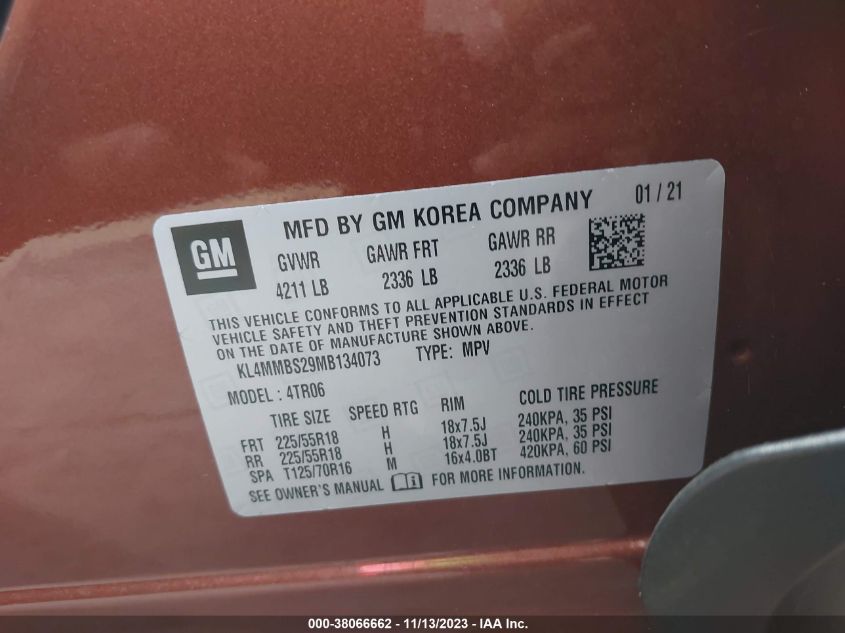 GM
MFD BY GM KOREA COMPANY 01 / 21
GVWR GAWR FRT GAWR RR
4211 LB 2336 LB 2336 LB
THIS VEHICLE CONFORMS TO ALL APPLICABLE U.S. FEDERAL MOTOR
VEHICLE SAFETY AND THEFT PREVENTION STANDARDS IN EFFECT
ON THE DATE OF MANUFACTURE SHOWN ABOVE.
KL4MMBS29MB134073 TYPE: MPV
MODEL: 4TR06
TIRE SIZE SPEED RTG RIM COLD TIRE PRESSURE
FRT 225/55R18 H 18x7.5J 240KPA, 35 PSI
RR 225/55R18 H 18x7.5J 240KPA, 35 PSI
SPA T125/70R16 M 16x4.0BT 420KPA, 60 PSI
SEE OWNER'S MANUAL FOR MORE INFORMATION.
000-38066662 - 11/13/2023 - IAA Inc.